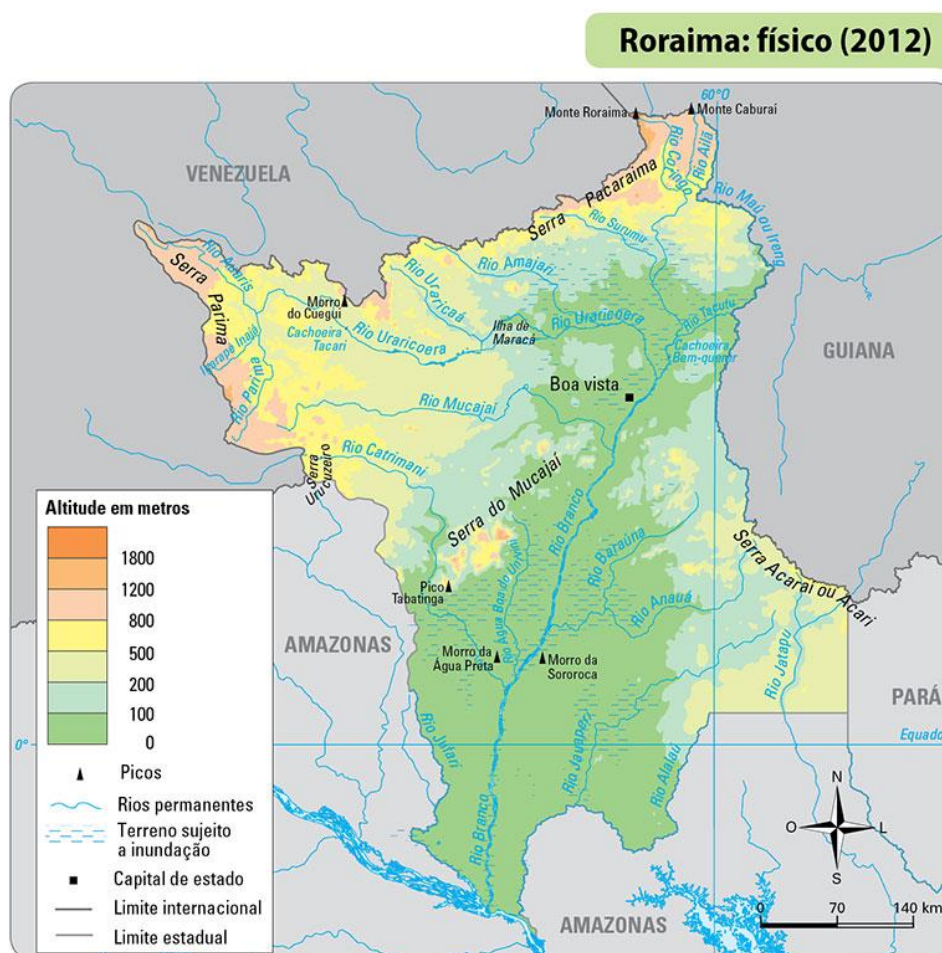 Roraima: físico (2012)
60°O
Monte Roraima
Monte Caburaí
VENEZUELA
Rio Cotingo
Rio Ailã
Serra Pacaraima
Rio Maú ou Ireng
Rio Surumu
Rio Auaris
Serra Parima
Rio Amajari
Rio Uraricaá
Morro
do Cuegui
Rio Uraricoera
Ilha de
Maracá
Rio Uraricoera
Rio Tacutu
Cachoeira
Tacari
Cachoeira
Bem-querer
Igarapé Inajá
Rio Parima
GUIANA
Boa vista
Rio Mucajaí
Rio Catrimani
Serra
Urucuzeiro
Serra do Mucajaí
Rio Branco
Rio Baraúna
Serra Acaraí ou Acari
Pico
Tabatinga
Rio Água Boa do Univini
Rio Anauá
AMAZONAS
Morro da
Água Preta
Morro da
Sororoca
Rio Jatapu
PARÁ
0°
Equado
Rio Jufari
Rio Branco
Rio Jauaperi
Rio Alalaú
AMAZONAS
Altitude em metros
1800
1200
800
500
200
100
0
Picos
Rios permanentes
Terreno sujeito
a inundação
Capital de estado
Limite internacional
Limite estadual
N
O
L
S
0 70 140 km